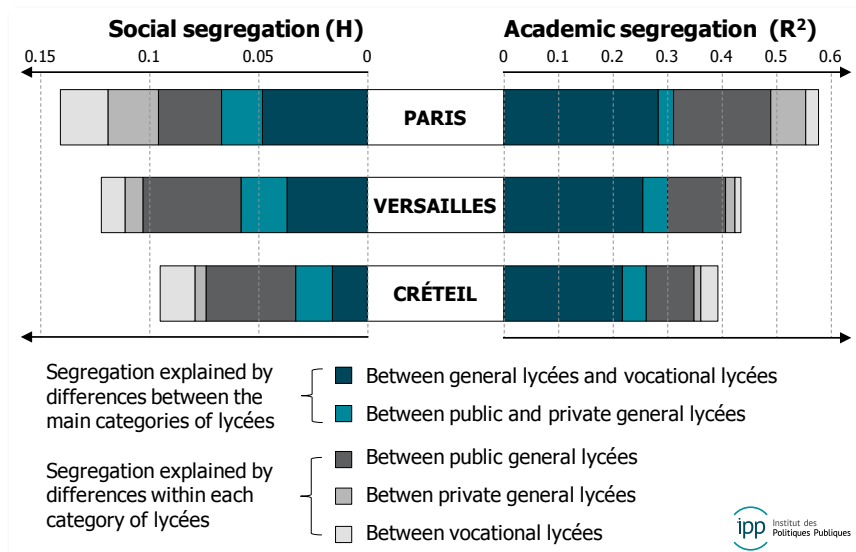 Social segregation (H)
Academic segregation (R²)
0.15 0.1 0.05 0
0 0.1 0.2 0.3 0.4 0.5 0.6
PARIS
VERSAILLES
CRÉTEIL
Segregation explained by
differences between the
main categories of lycées
Between general lycées and vocational lycées
Between public and private general lycées
Segregation explained by
differences within each
category of lycées
Between public general lycées
Betwen private general lycées
Between vocational lycées
ipp
Institut des
Politiques Publiques